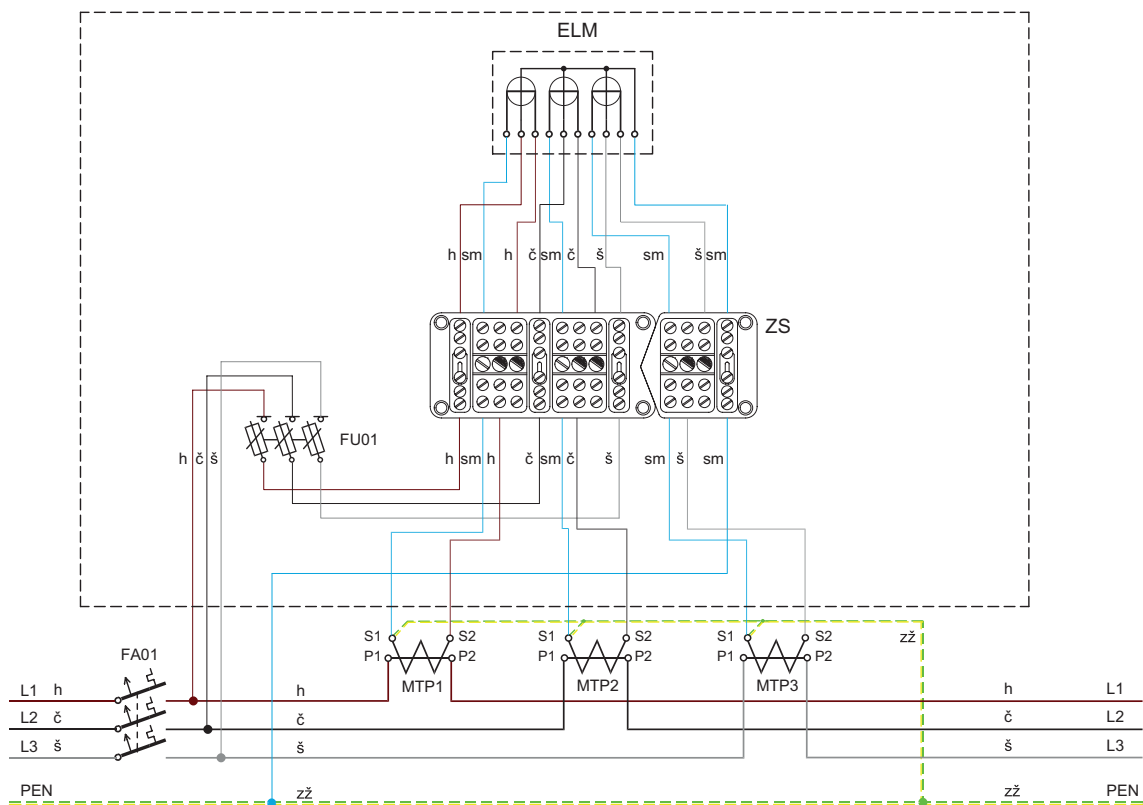 ELM
h sm h č sm č š sm š sm
ZS
FU01
h č š h sm h č sm č š sm š sm
S1 S2 S1 S2 S1 S2 zž
FA01 P1 P2 P1 P2 P1 P2
MTP1 MTP2 MTP3
L1 h h h L1
L2 č č č L2
L3 š š š L3
PEN zž zž PEN